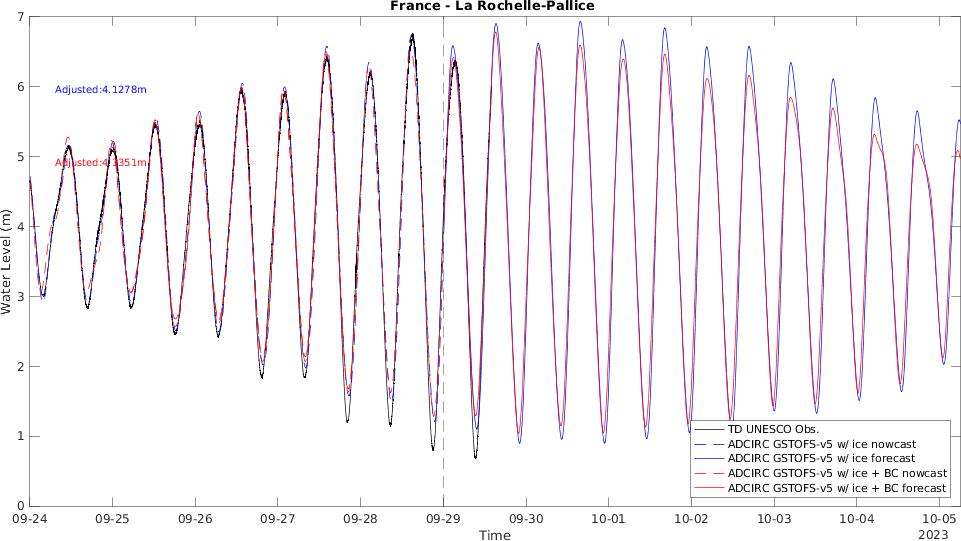 France - La Rochelle-Pallice
7
6
5
4
3
2
1
0
Water Level (m)
Adjusted:4.1278m
Adjusted:4.3351m
TD UNESCO Obs.
ADCIRC GSTOFS-v5 w/ ice nowcast
ADCIRC GSTOFS-v5 w/ ice forecast
ADCIRC GSTOFS-v5 w/ ice + BC nowcast
ADCIRC GSTOFS-v5 w/ ice + BC forecast
09-24 09-25 09-26 09-27 09-28 09-29 09-30 10-01 10-02 10-03 10-04 10-05
Time
2023